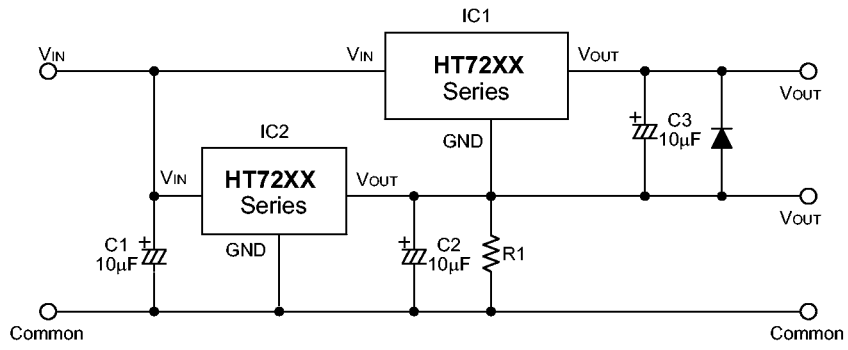 IC1
VIN
VIN
HT72XX
Series
VOUT
VOUT
GND
C3
10μF
IC2
VIN
HT72XX
Series
VOUT
VOUT
GND
C1
10μF
C2
10μF
R1
+
+
+
Common
Common